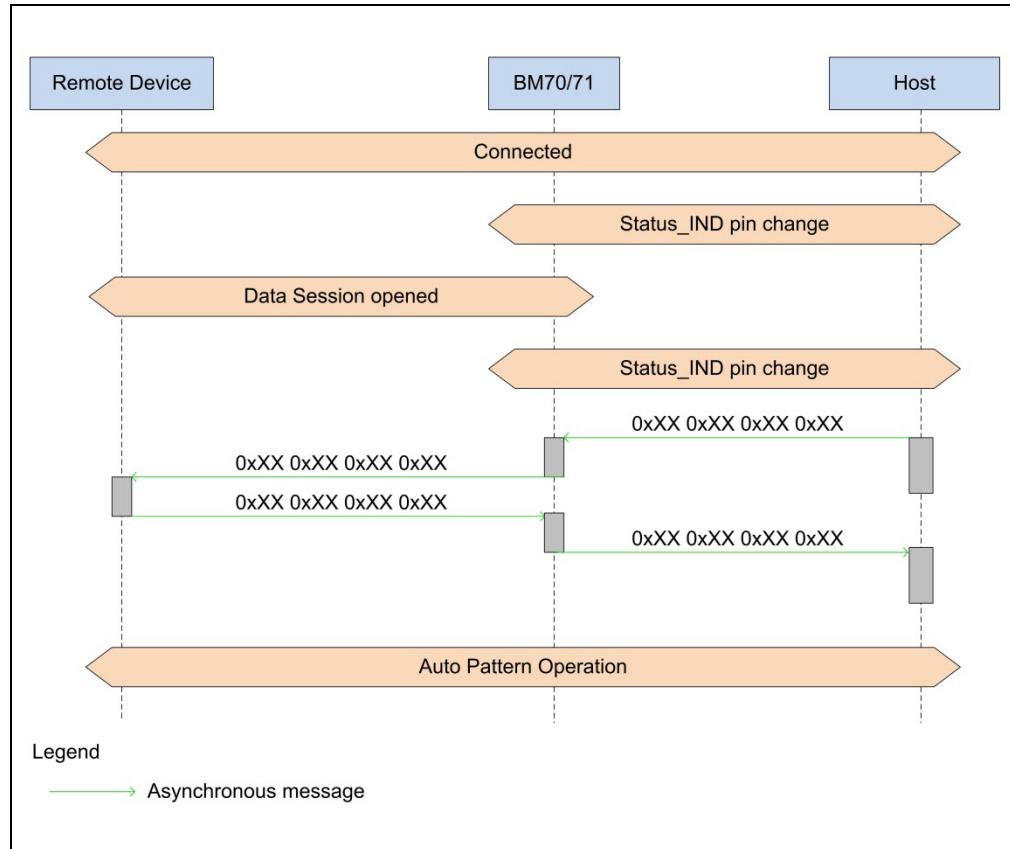 Remote Device
BM70/71
Host
Connected
Status_IND pin change
Data Session opened
Status_IND pin change
0xXX 0xXX 0xXX 0xXX
0xXX 0xXX 0xXX 0xXX
0xXX 0xXX 0xXX 0xXX
0xXX 0xXX 0xXX 0xXX
Auto Pattern Operation
Legend
Asynchronous message